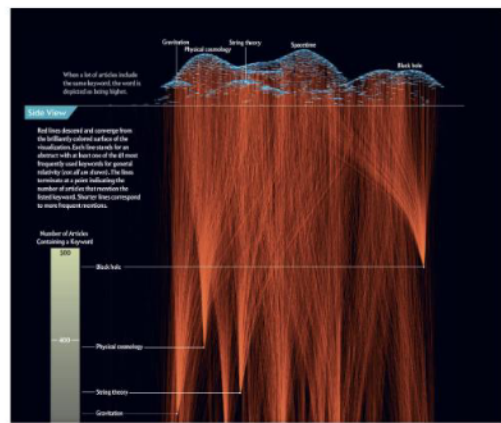 Gravitation
Physical cosmology
String theory
Spacetime
Black hole
When a lot of articles include
the same keyword, the word is
depicted as being higher.
Side View
Red lines descend and converge from
the brilliantly colored surface of the
visualization. Each line stands for an
abstract with at least one of the 61 most
frequently used keywords for general
relativity (not all are shown). The lines
terminate at a point indicating the
number of articles that mention the
listed keyword. Shorter lines correspond
to more frequent mentions.
Number of Articles
Containing a Keyword
500
Black hole
400
Physical cosmology
String theory
Gravitation